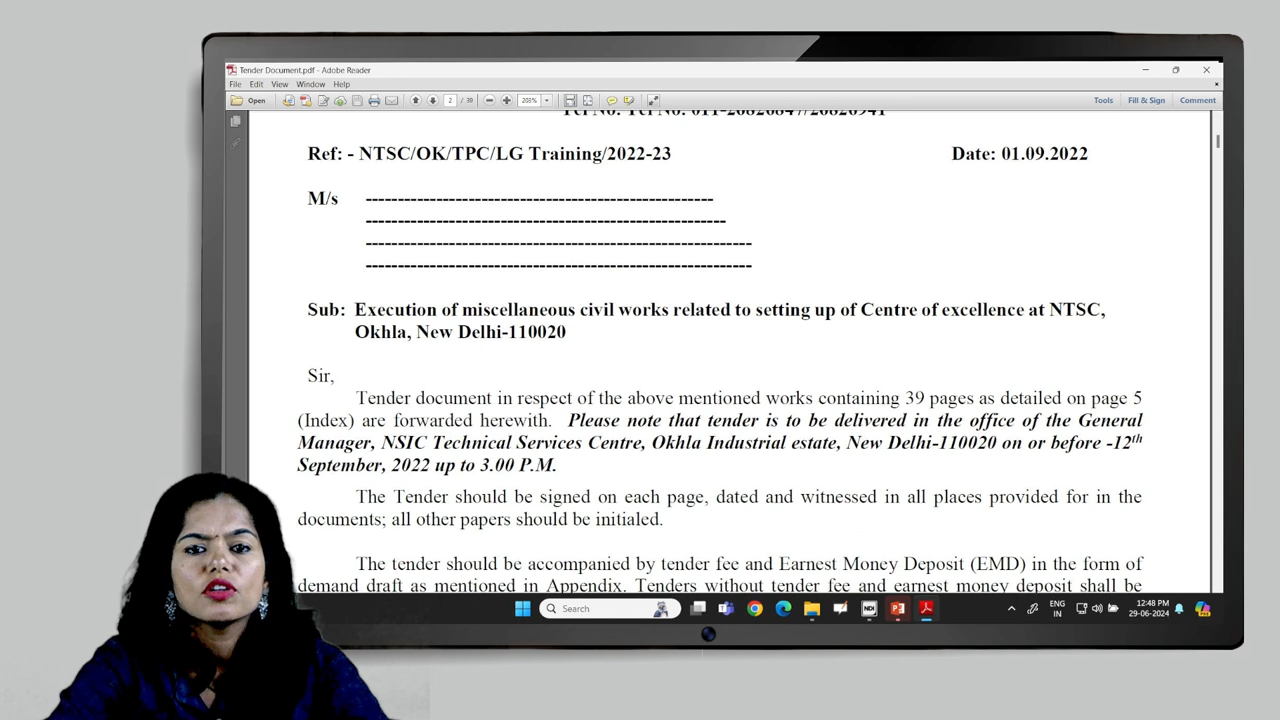 Tender Document.pdf - Adobe Reader
File Edit View Window Help
Open 2 / 39 203% Tools Fill & Sign Comment
Tel No. Tel No. 011-26826847/26826941
Ref: - NTSC/OK/TPC/LG Training/2022-23 Date: 01.09.2022
M/s -------------------------------------------------------
---------------------------------------------------------
-------------------------------------------------------------
-------------------------------------------------------------
Sub: Execution of miscellaneous civil works related to setting up of Centre of excellence at NTSC,
Okhla, New Delhi-110020
Sir,
Tender document in respect of the above mentioned works containing 39 pages as detailed on page 5
(Index) are forwarded herewith. Please note that tender is to be delivered in the office of the General
Manager, NSIC Technical Services Centre, Okhla Industrial estate, New Delhi-110020 on or before -12th
September, 2022 up to 3.00 P.M.
The Tender should be signed on each page, dated and witnessed in all places provided for in the
documents; all other papers should be initialed.
The tender should be accompanied by tender fee and Earnest Money Deposit (EMD) in the form of
demand draft as mentioned in Appendix. Tenders without tender fee and earnest money deposit shall be
Search NDI ENG 12:48 PM
IN 29-06-2024